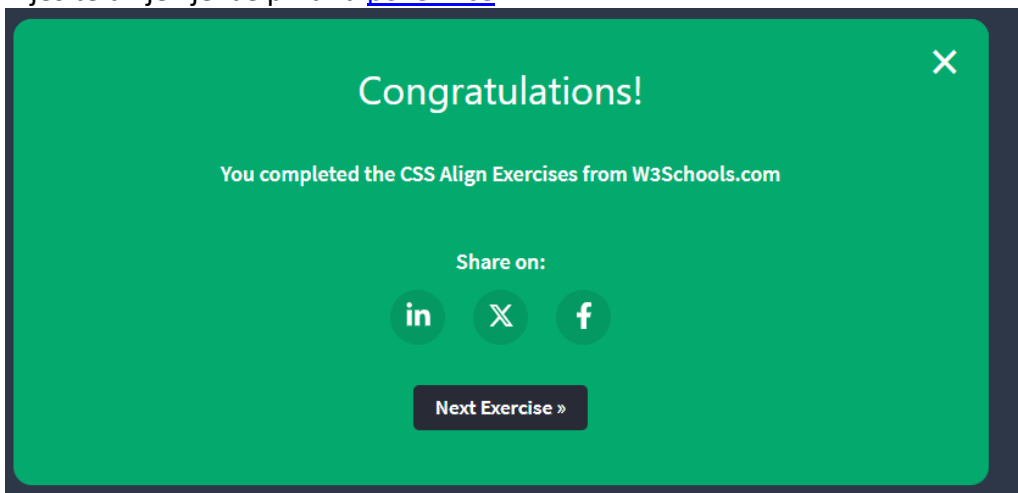 Congratulations!
You completed the CSS Align Exercises from W3Schools.com
Share on:
in X f
Next Exercise »